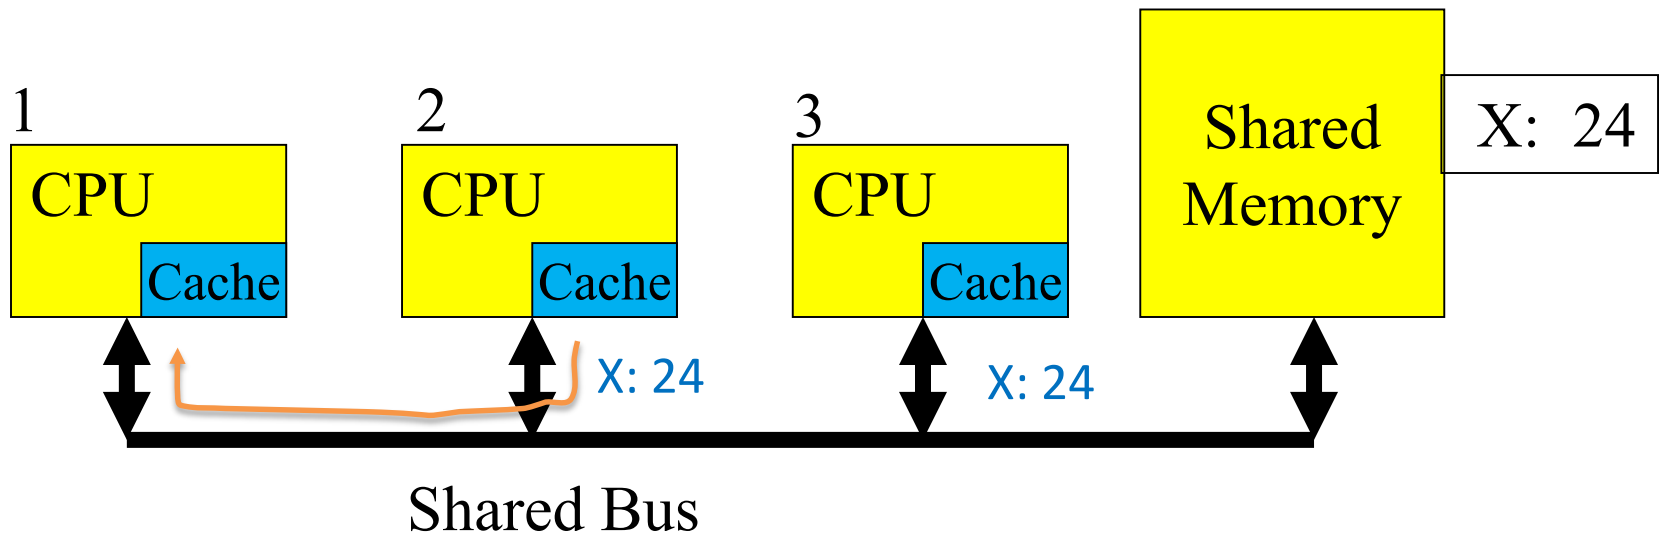 1
CPU
Cache
2
CPU
Cache
X: 24
3
CPU
Cache
X: 24
Shared
Memory
X: 24
Shared Bus